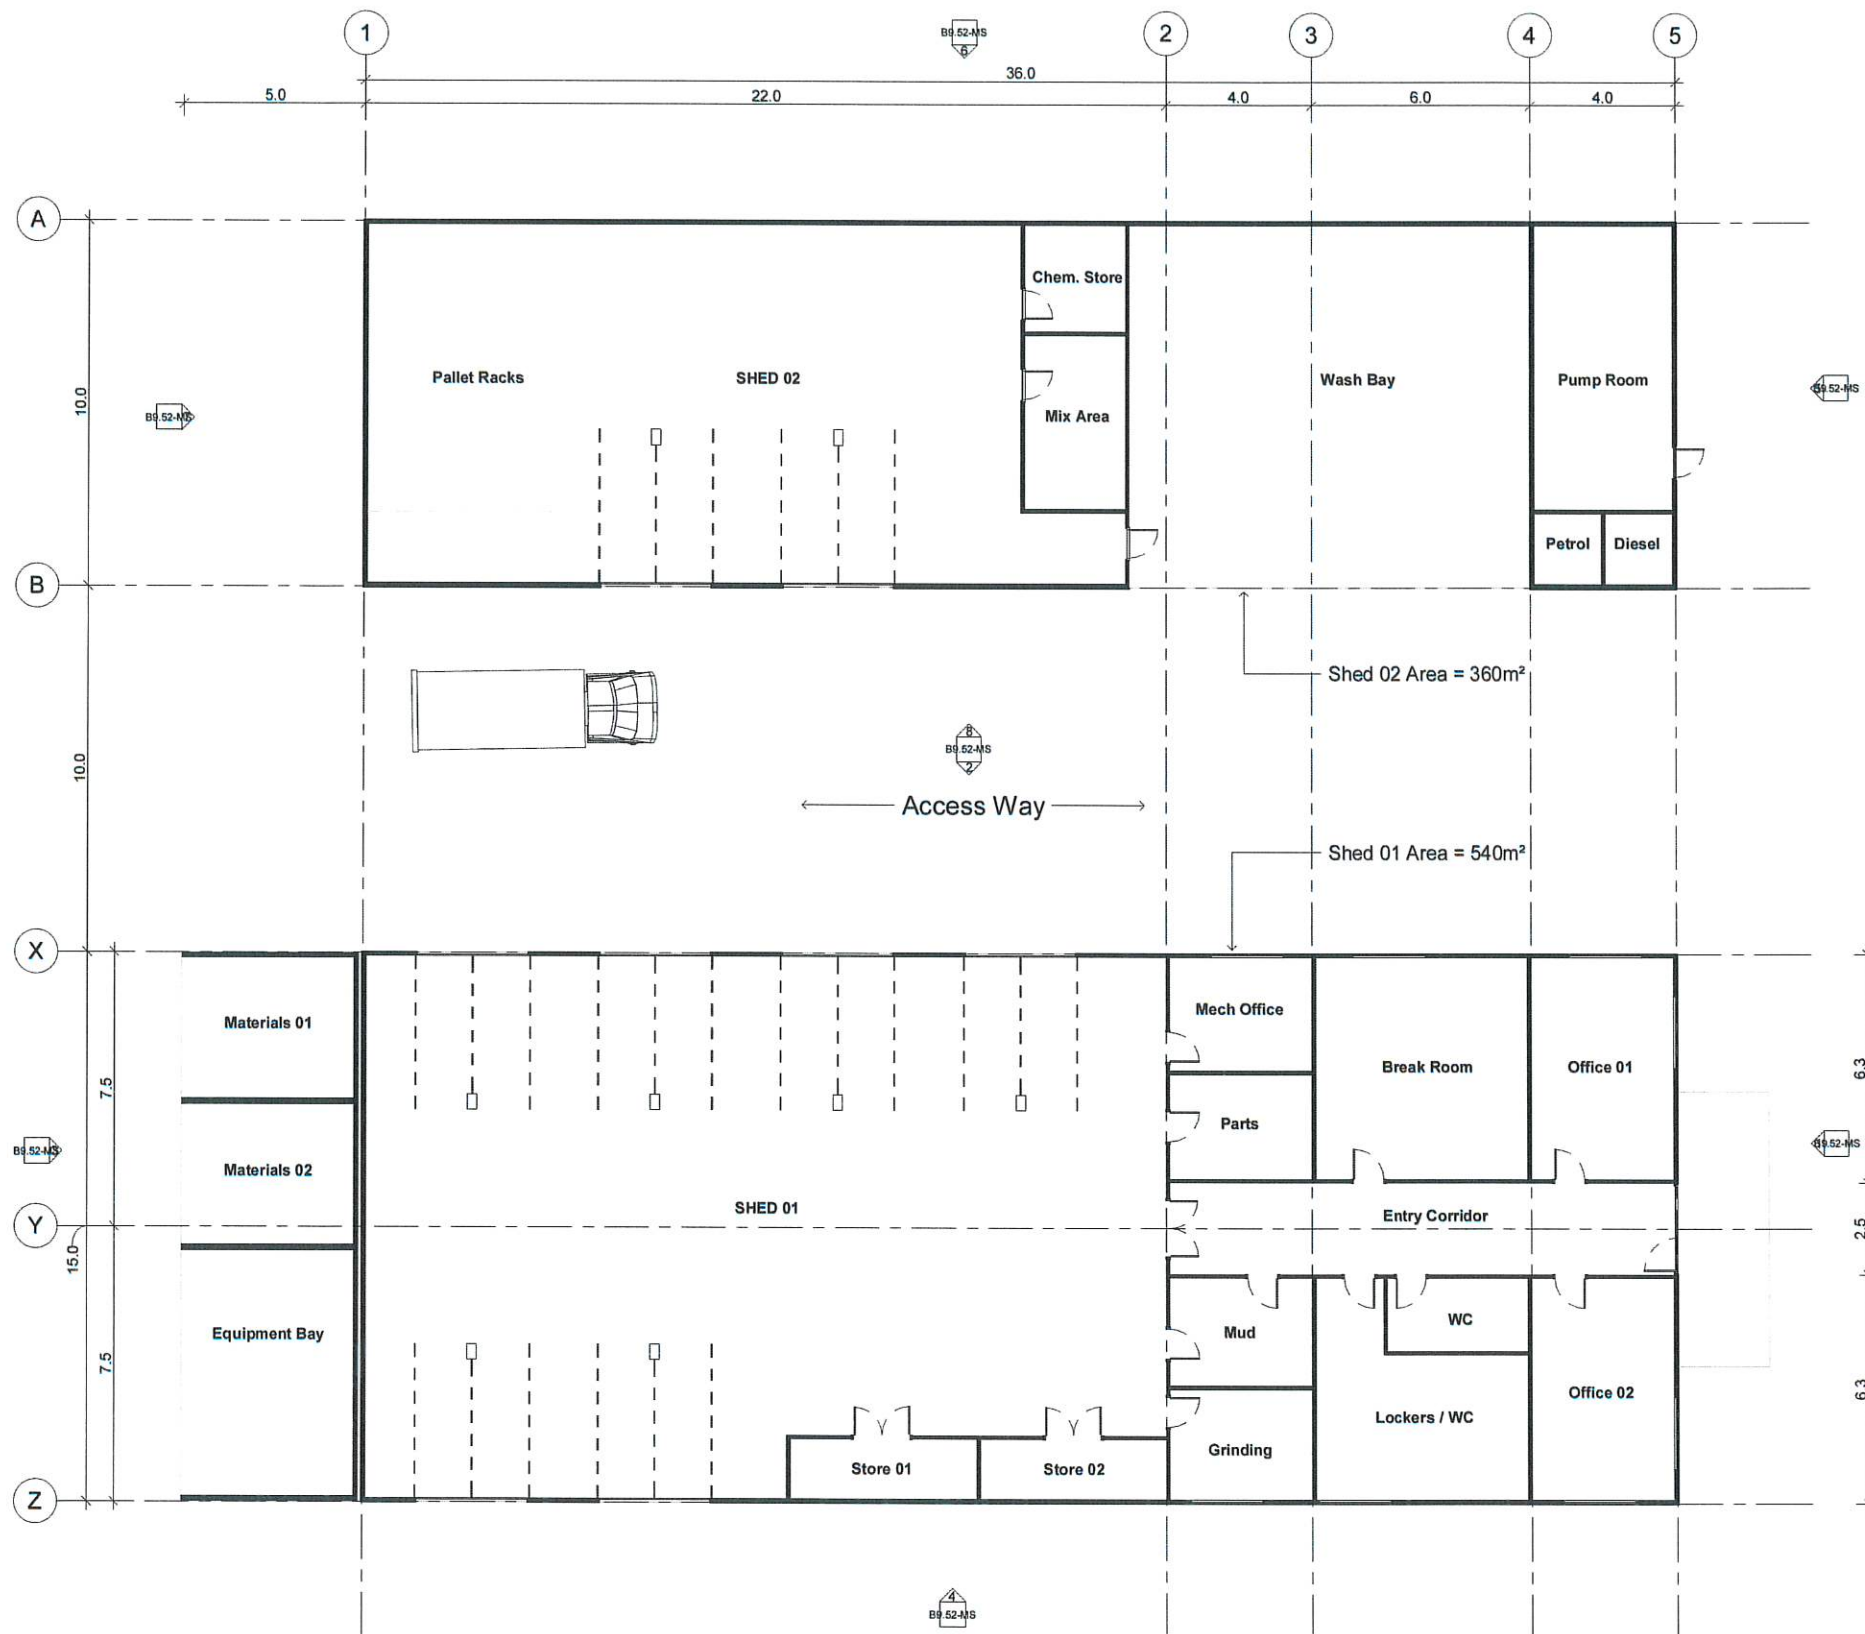 1
B9.52-MS
6
2
3
4
5
36.0
5.0
22.0
4.0
6.0
4.0
A
Chem. Store
Pallet Racks
SHED 02
Wash Bay
Pump Room
10.0
B9.52-MS
B9.52-MS
Mix Area
Petrol
Diesel
B
Shed 02 Area = 360m²
8
B9.52-MS
2
10.0
Access Way
Shed 01 Area = 540m²
X
Mech Office
Materials 01
Break Room
Office 01
6.3
7.5
Parts
B9.52-MS
B9.52-MS
Materials 02
SHED 01
Entry Corridor
Y
2.5
15.0
Equipment Bay
Mud
WC
7.5
Office 02
6.3
Lockers / WC
Grinding
Store 01
Store 02
Z
4
B9.52-MS